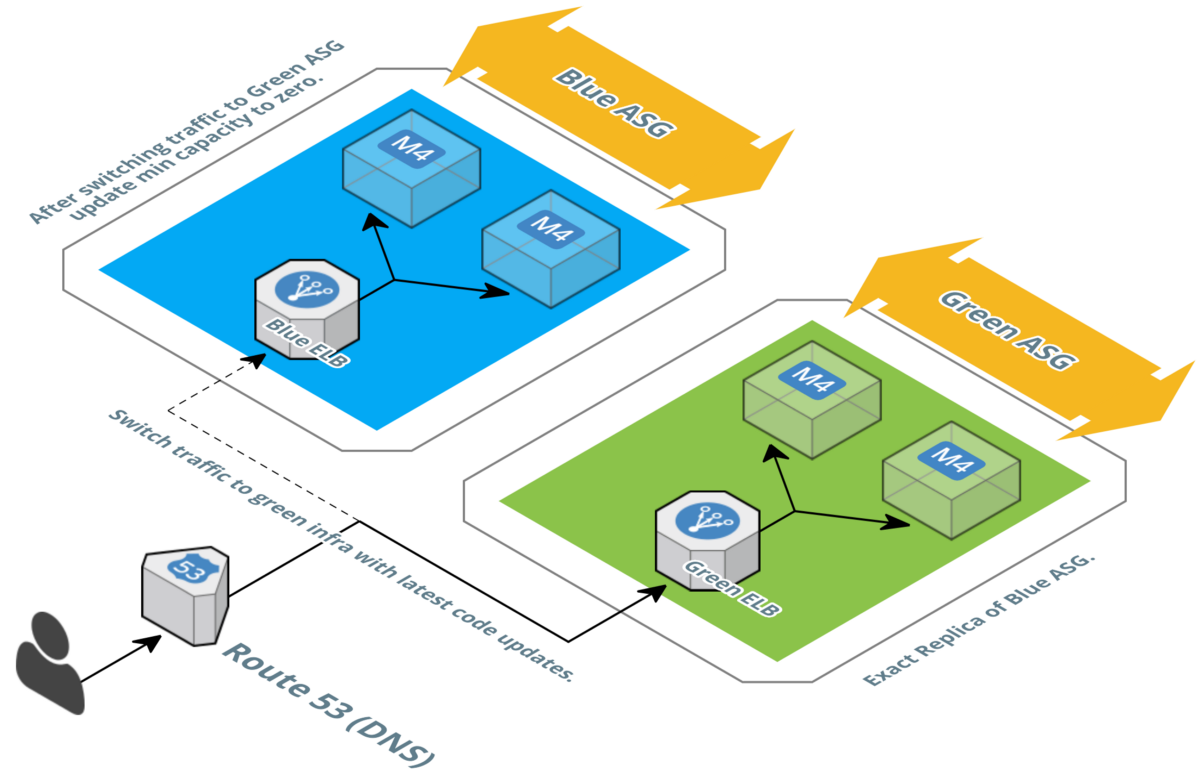 After switching traffic to Green ASG
update min capacity to zero.
Blue ASG
M4
M4
Blue ELB
Green ASG
M4
M4
Green ELB
Switch traffic to green infra with latest code updates.
Exact Replica of Blue ASG.
53
Route 53 (DNS)